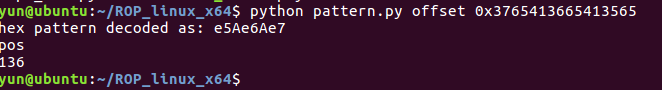 yun@ubuntu:~/ROP_linux_x64$ python pattern.py offset 0x3765413665413565
hex pattern decoded as: e5Ae6Ae7
pos
136
yun@ubuntu:~/ROP_linux_x64$